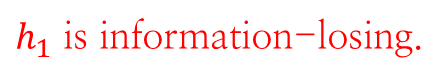 h₁ is information-losing.